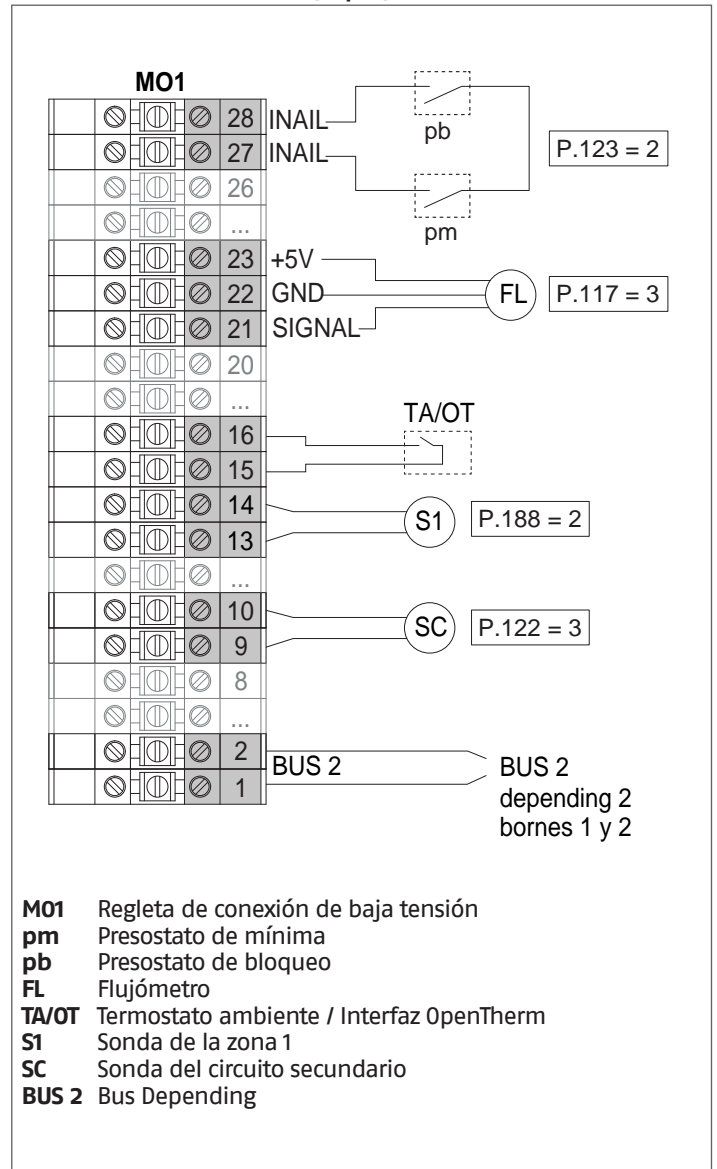 MO1
28 INAIL
pb
27 INAIL
P.123 = 2
26
pm
...
23 +5V
22 GND FL P.117 = 3
21 SIGNAL
20
...
TA/OT
16
15
14
S1 P.188 = 2
13
...
10
SC P.122 = 3
9
8
...
2
BUS 2 BUS 2
1
depending 2
bornes 1 y 2
M01 Regleta de conexión de baja tensión
pm Presostato de mínima
pb Presostato de bloqueo
FL Flujómetro
TA/OT Termostato ambiente / Interfaz OpenTherm
S1 Sonda de la zona 1
SC Sonda del circuito secundario
BUS 2 Bus Depending